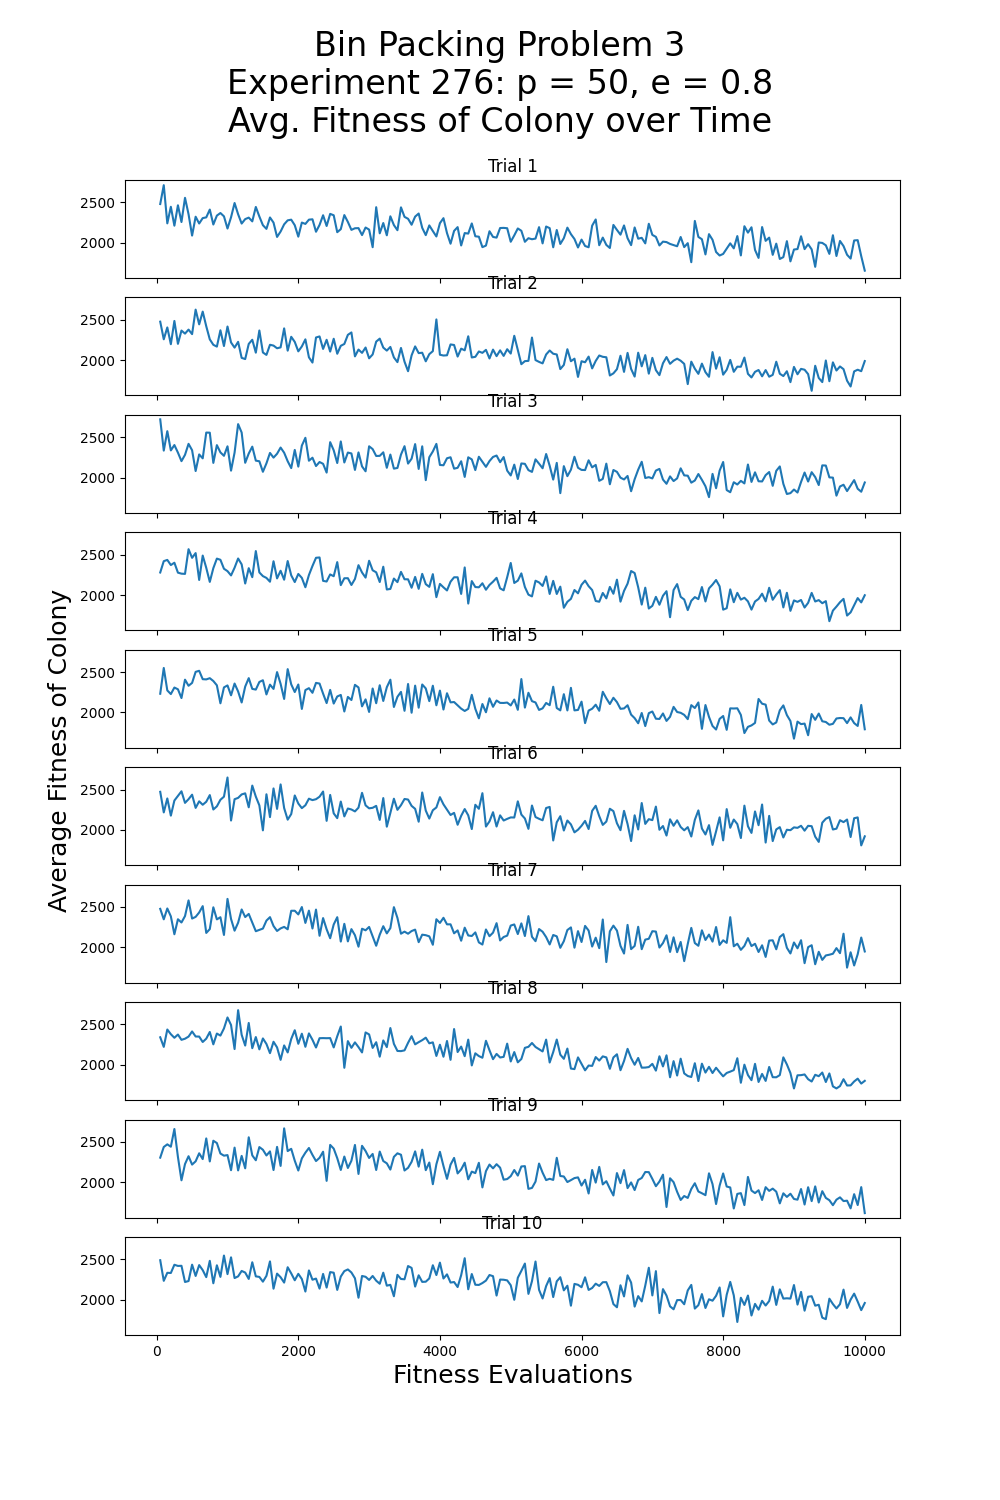 Bin Packing Problem 3
Experiment 276: p = 50, e = 0.8
Avg. Fitness of Colony over Time
Trial 1
2500
2000
Trial 2
2500
2000
Trial 3
2500
2000
Trial 4
2500
2000
Trial 5
2500
2000
Trial 6
2500
2000
Trial 7
2500
2000
Trial 8
2500
2000
Trial 9
2500
2000
Trial 10
2500
2000
Average Fitness of Colony
0 2000 4000 6000 8000 10000
Fitness Evaluations